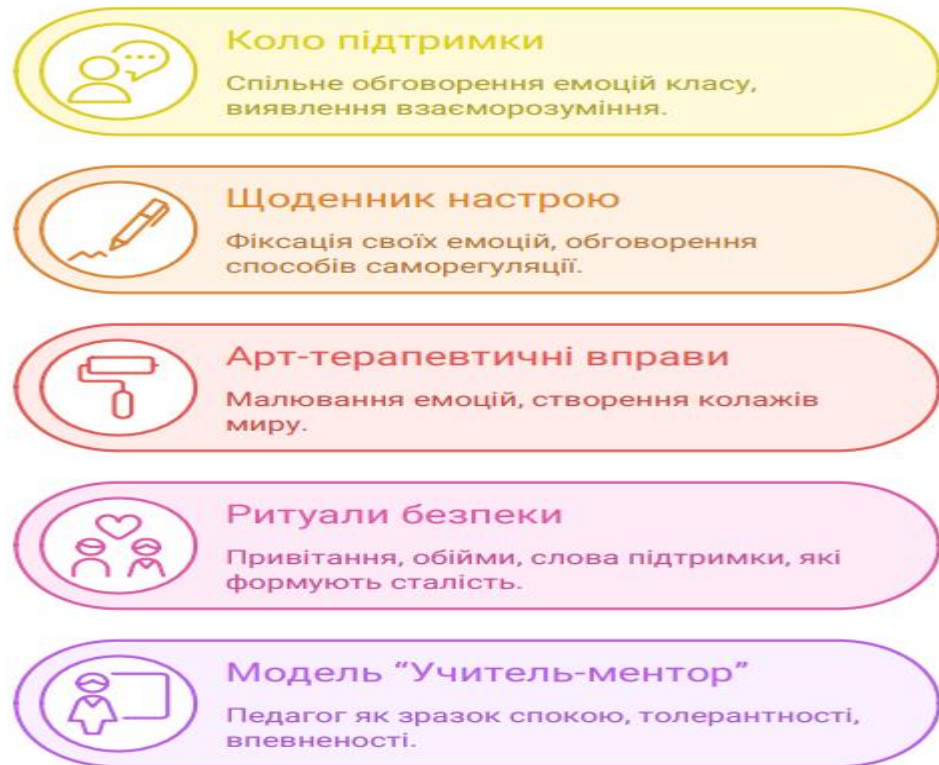 Коло підтримки
Спільне обговорення емоцій класу,
виявлення взаєморозуміння.
Щоденник настрою
Фіксація своїх емоцій, обговорення
способів саморегуляції.
Арт-терапевтичні вправи
Малювання емоцій, створення колажів
миру.
Ритуали безпеки
Привітання, обійми, слова підтримки, які
формують сталість.
Модель “Учитель-ментор”
Педагог як зразок спокою, толерантності,
впевненості.